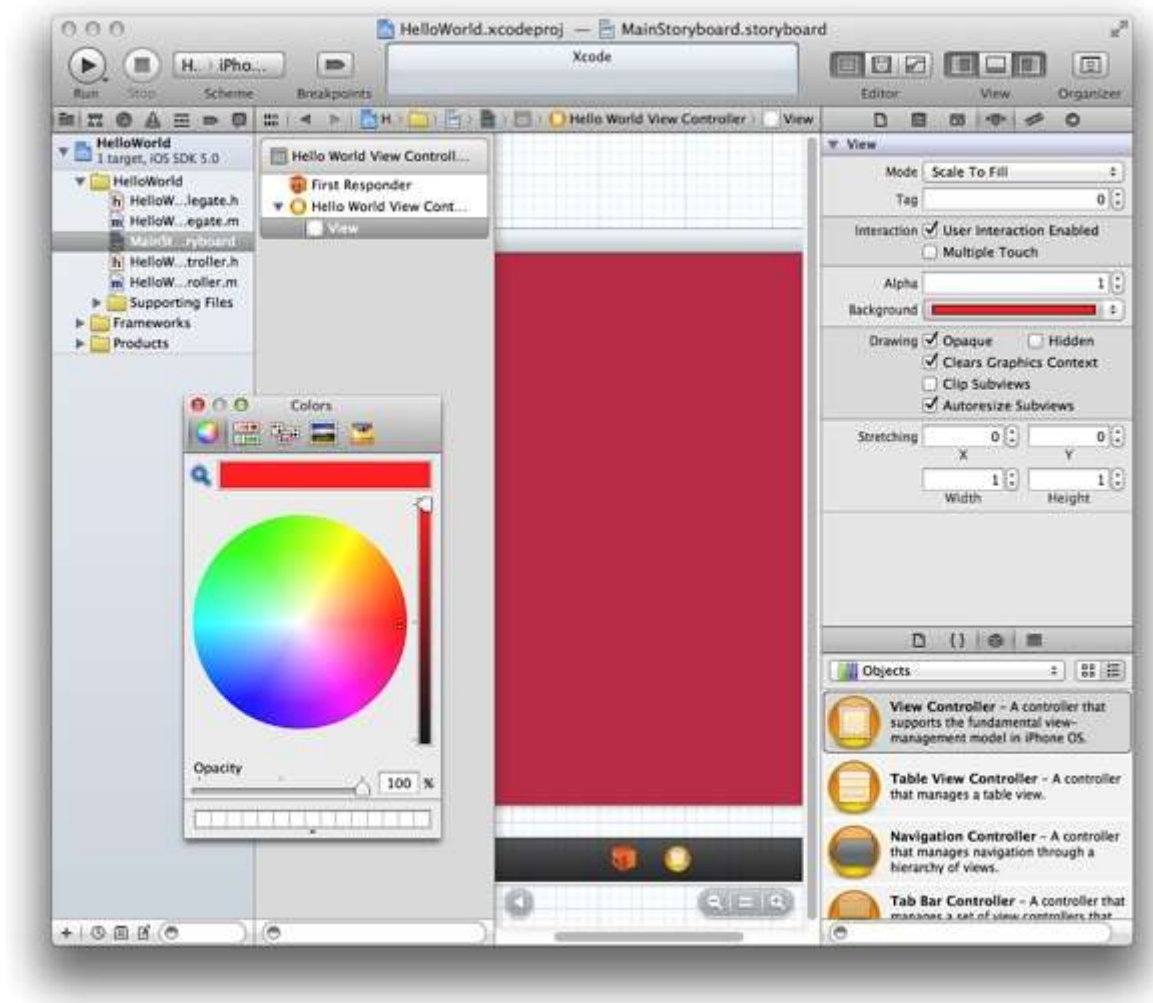 HelloWorld.xcodeproj — MainStoryboard.storyboard
H. iPho...
Xcode
Run Stop Scheme Breakpoints Editor View Organizer
H Hello World View Controller View
HelloWorld
1 target, iOS SDK 5.0
HelloWorld
HelloW...legate.h
HelloW...egate.m
MainSt...ryboard
HelloW...troller.h
HelloW...roller.m
Supporting Files
Frameworks
Products
Hello World View Controll...
First Responder
Hello World View Cont...
View
Colors
Opacity
100 %
View
Mode Scale To Fill
Tag 0
Interaction User Interaction Enabled
Multiple Touch
Alpha 1
Background
Drawing Opaque Hidden
Clears Graphics Context
Clip Subviews
Autoresize Subviews
Stretching 0 0
X Y
1 1
Width Height
{ }
Objects
View Controller – A controller that
supports the fundamental view-
management model in iPhone OS.
Table View Controller – A controller
that manages a table view.
Navigation Controller – A controller
that manages navigation through a
hierarchy of views.
Tab Bar Controller – A controller that
manages a set of view controllers that